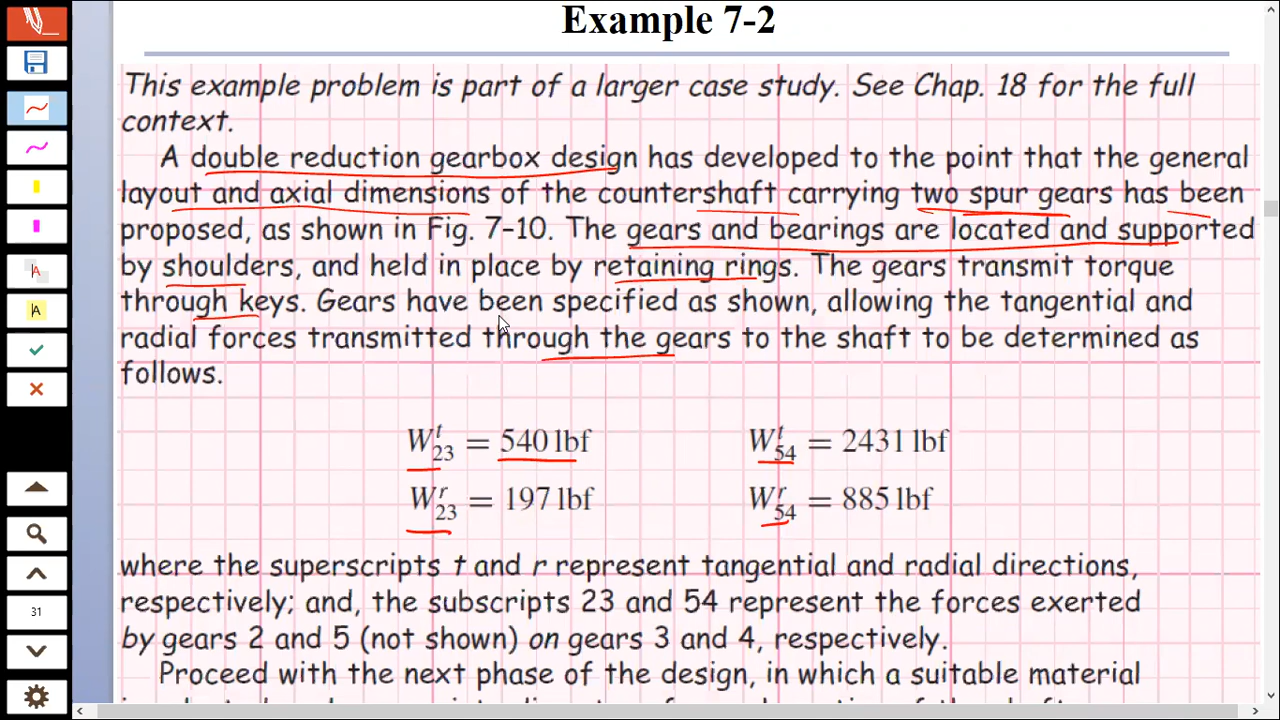 Example 7-2
This example problem is part of a larger case study. See Chap. 18 for the full
context.
A double reduction gearbox design has developed to the point that the general
layout and axial dimensions of the countershaft carrying two spur gears has been
proposed, as shown in Fig. 7–10. The gears and bearings are located and supported
by shoulders, and held in place by retaining rings. The gears transmit torque
through keys. Gears have been specified as shown, allowing the tangential and
radial forces transmitted through the gears to the shaft to be determined as
follows.
W^t_23 = 540 lbf W^t_54 = 2431 lbf
W^r_23 = 197 lbf W^r_54 = 885 lbf
where the superscripts t and r represent tangential and radial directions,
respectively; and, the subscripts 23 and 54 represent the forces exerted
by gears 2 and 5 (not shown) on gears 3 and 4, respectively.
Proceed with the next phase of the design, in which a suitable material
A
A
31